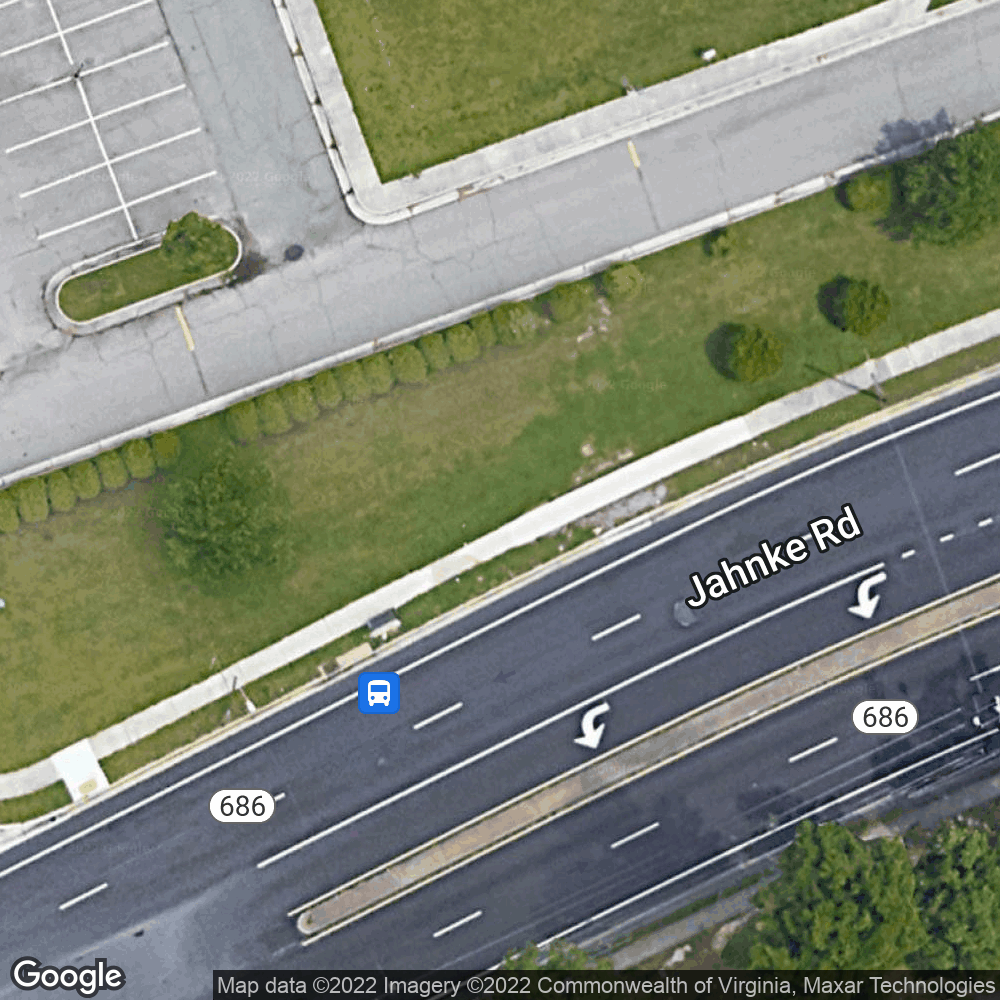 Jahnke Rd
686
686
Google
Map data ©2022 Imagery ©2022 Commonwealth of Virginia, Maxar Technologies